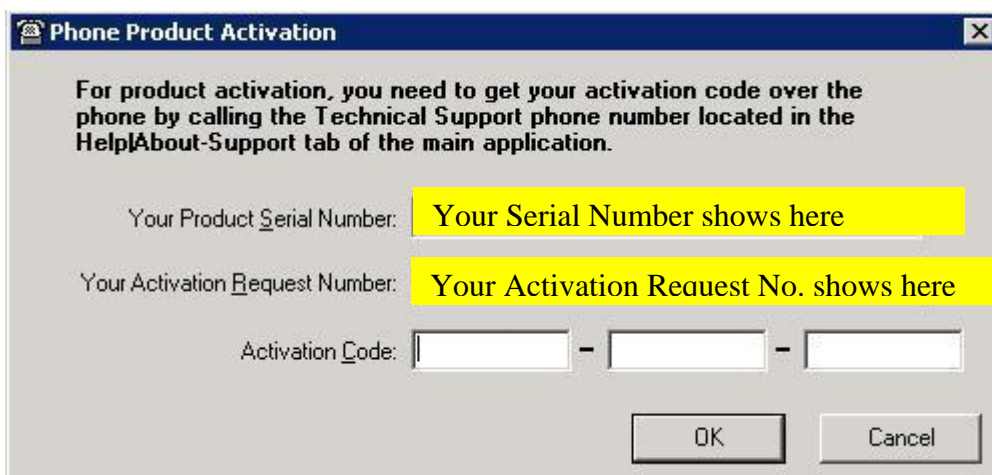 Phone Product Activation
For product activation, you need to get your activation code over the
phone by calling the Technical Support phone number located in the
Help|About-Support tab of the main application.
Your Product Serial Number: Your Serial Number shows here
Your Activation Request Number: Your Activation Request No. shows here
Activation Code: - -
OK Cancel